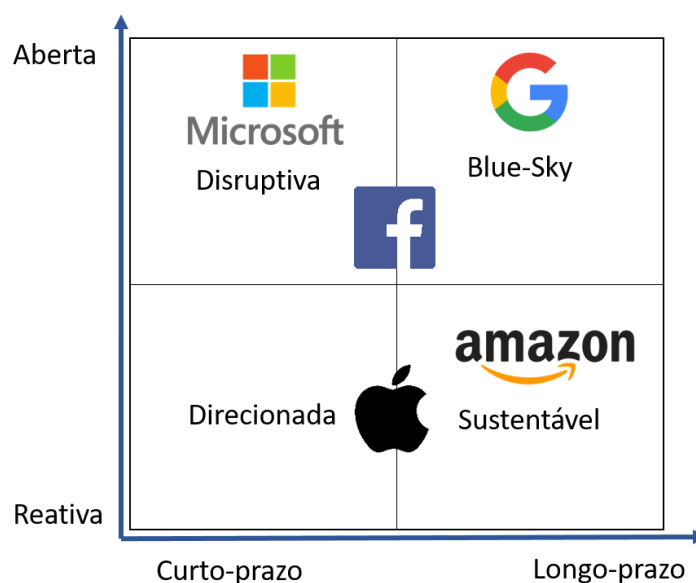 Aberta
Microsoft
Disruptiva
Blue-Sky
amazon
Direcionada
Sustentável
Reativa
Curto-prazo
Longo-prazo